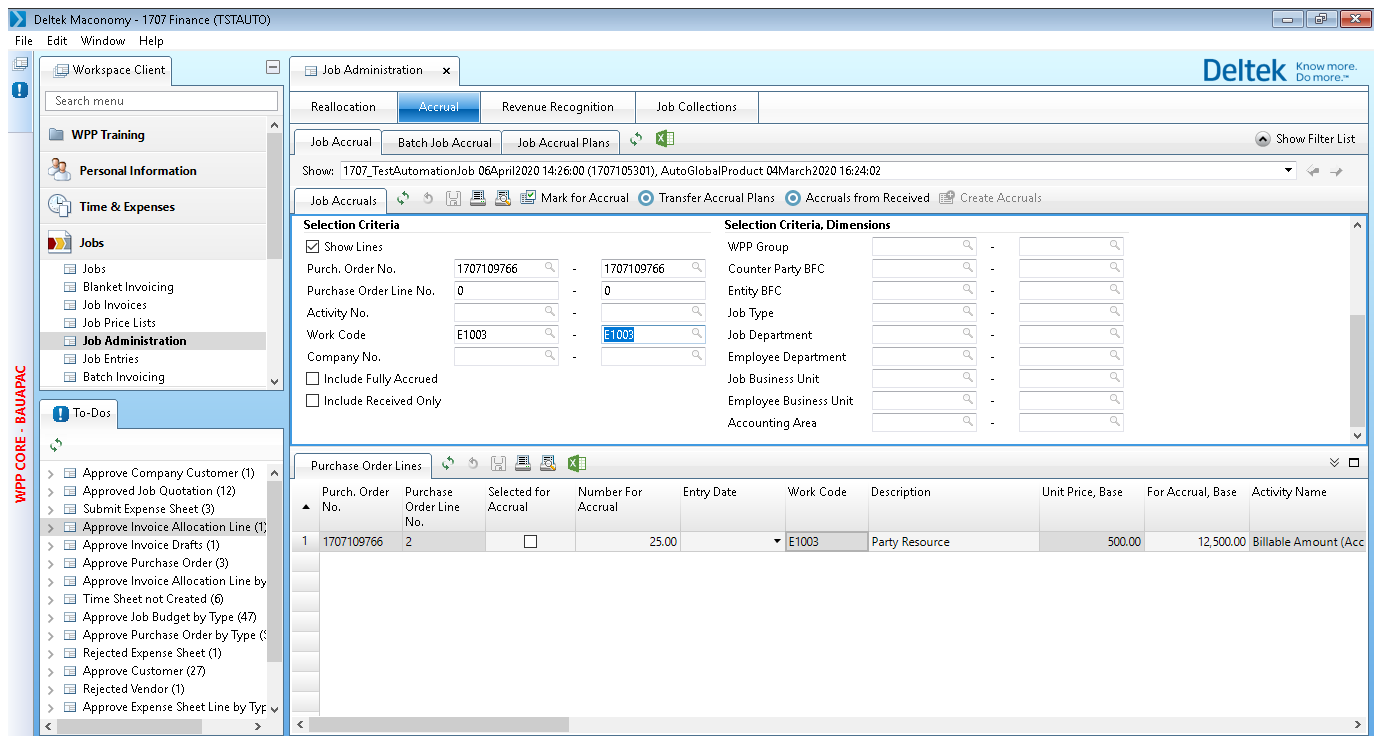 Deltek Maconomy - 1707 Finance (TSTAUTO)
File Edit Window Help
WPP CORE - BAUAPAC
Workspace Client
Search menu
WPP Training
Personal Information
Time & Expenses
Jobs
Jobs
Blanket Invoicing
Job Invoices
Job Price Lists
Job Administration
Job Entries
Batch Invoicing
To-Dos
Approve Company Customer (1)
Approved Job Quotation (12)
Submit Expense Sheet (3)
Approve Invoice Allocation Line (1)
Approve Invoice Drafts (1)
Approve Purchase Order (3)
Approve Invoice Allocation Line by
Time Sheet not Created (6)
Approve Job Budget by Type (47)
Approve Purchase Order by Type (
Rejected Expense Sheet (1)
Approve Customer (27)
Rejected Vendor (1)
Approve Expense Sheet Line by Typ
Job Administration x
Deltek Know more. Do more.™
Reallocation Accrual Revenue Recognition Job Collections
Job Accrual Batch Job Accrual Job Accrual Plans
Show Filter List
Show: 1707_TestAutomationJob 06April2020 14:26:00 (1707105301), AutoGlobalProduct 04March2020 16:24:02
Job Accruals Mark for Accrual Transfer Accrual Plans Accruals from Received Create Accruals
Selection Criteria
Show Lines
Purch. Order No. 1707109766 - 1707109766
Purchase Order Line No. 0 - 0
Activity No. -
Work Code E1003 - E1003
Company No. -
Include Fully Accrued
Include Received Only
Selection Criteria, Dimensions
WPP Group -
Counter Party BFC -
Entity BFC -
Job Type -
Job Department -
Employee Department -
Job Business Unit -
Employee Business Unit -
Accounting Area -
Purchase Order Lines
Purch. Order No. Purchase Order Line No. Selected for Accrual Number For Accrual Entry Date Work Code Description Unit Price, Base For Accrual, Base Activity Name
1 1707109766 2 25.00 E1003 Party Resource 500.00 12,500.00 Billable Amount (Acc